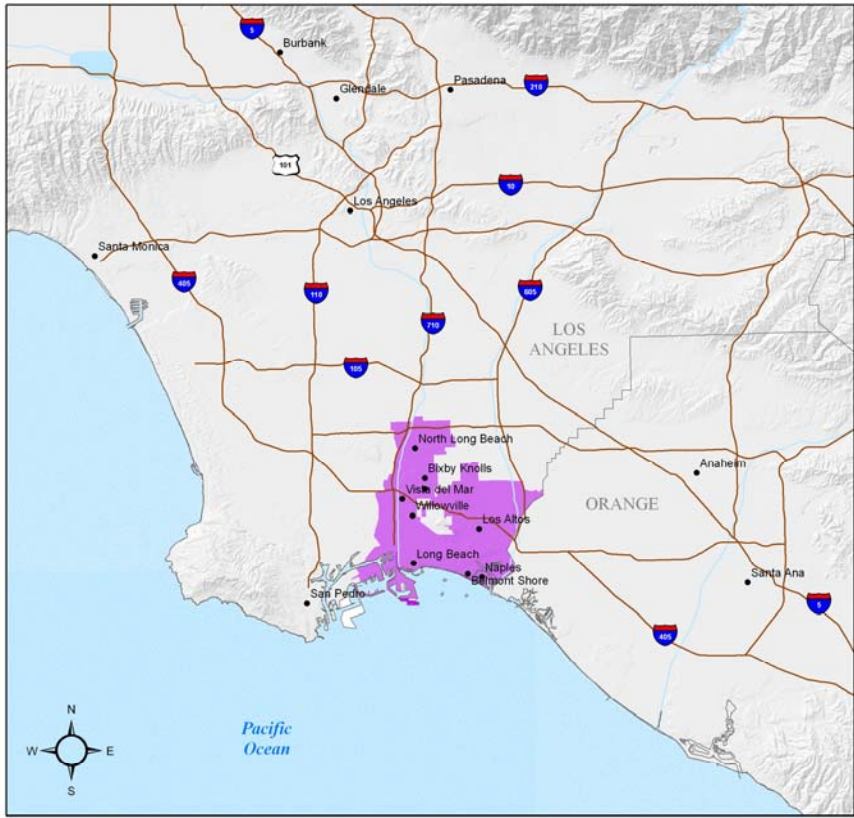 5
Burbank
Glendale
Pasadena
210
101
10
Los Angeles
Santa Monica
405
110
605
710
LOS
ANGELES
105
North Long Beach
Bixby Knolls
Anaheim
Vista del Mar
ORANGE
Willowville
Los Altos
Long Beach
Naples
Belmont Shore
Santa Ana
San Pedro
5
405
N
W
E
S
Pacific
Ocean